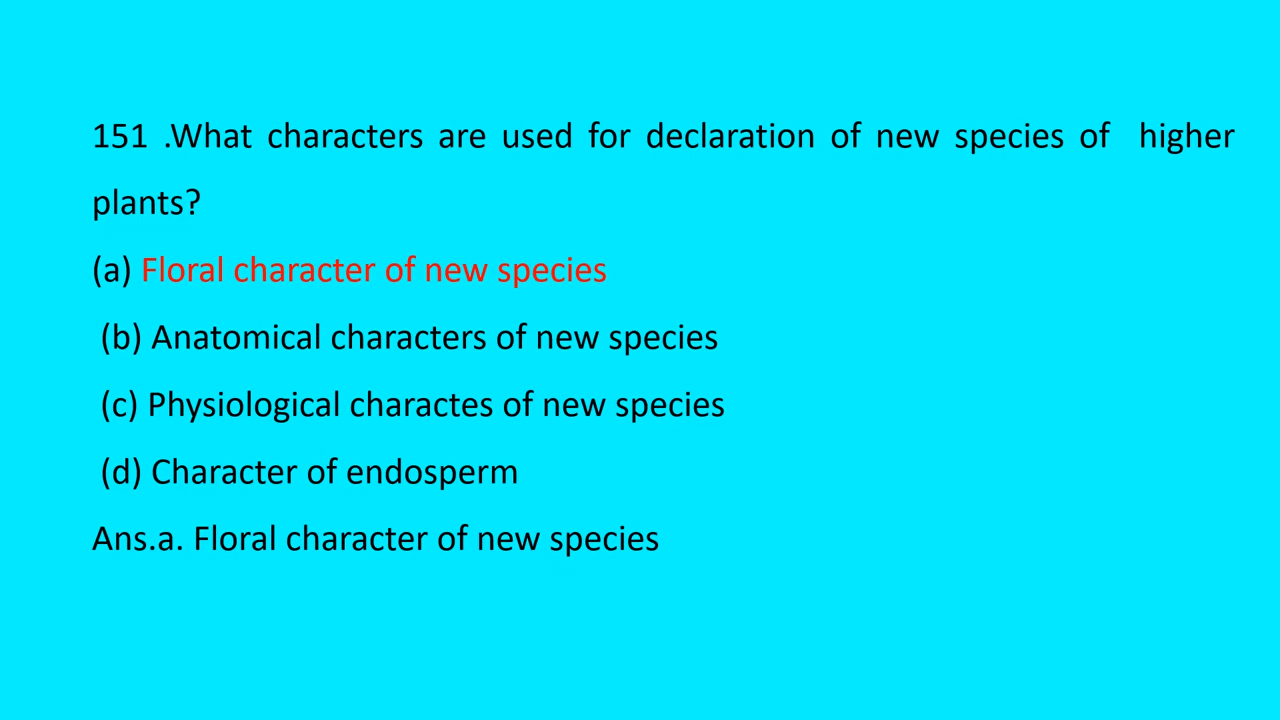 151 .What characters are used for declaration of new species of higher
plants?
(a) Floral character of new species
(b) Anatomical characters of new species
(c) Physiological charactes of new species
(d) Character of endosperm
Ans.a. Floral character of new species